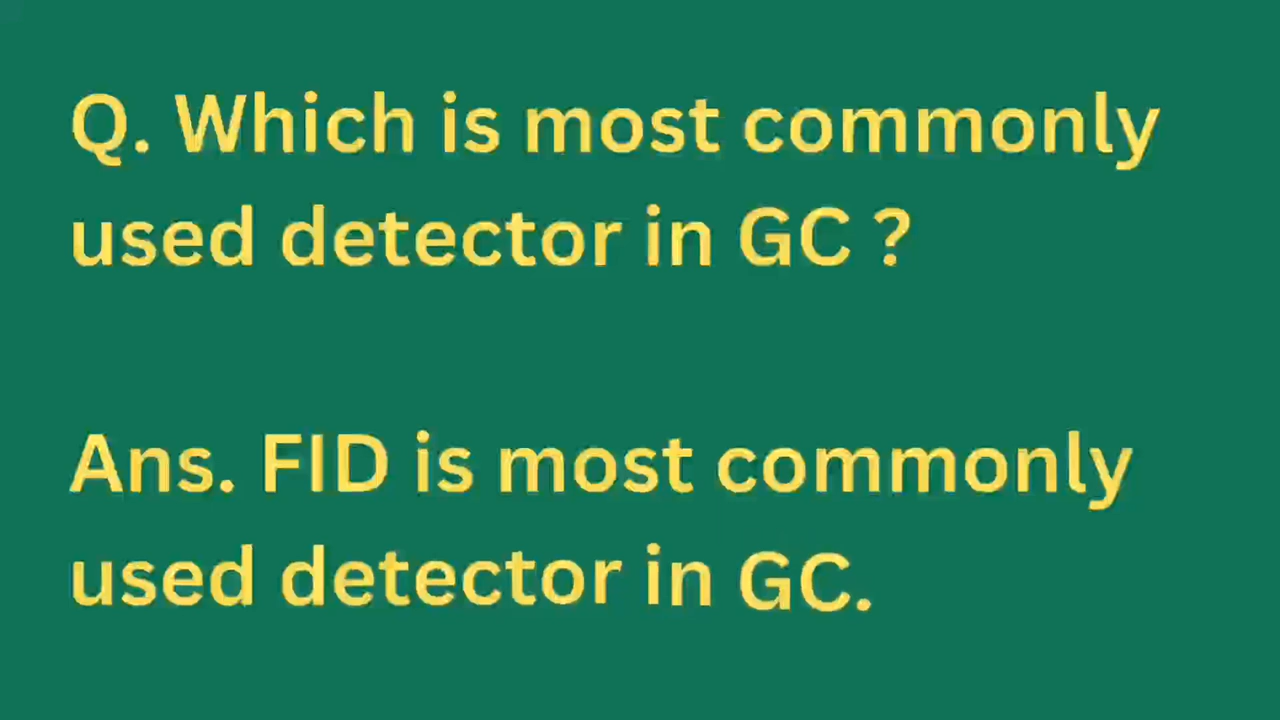 Q. Which is most commonly
used detector in GC ?
Ans. FID is most commonly
used detector in GC.